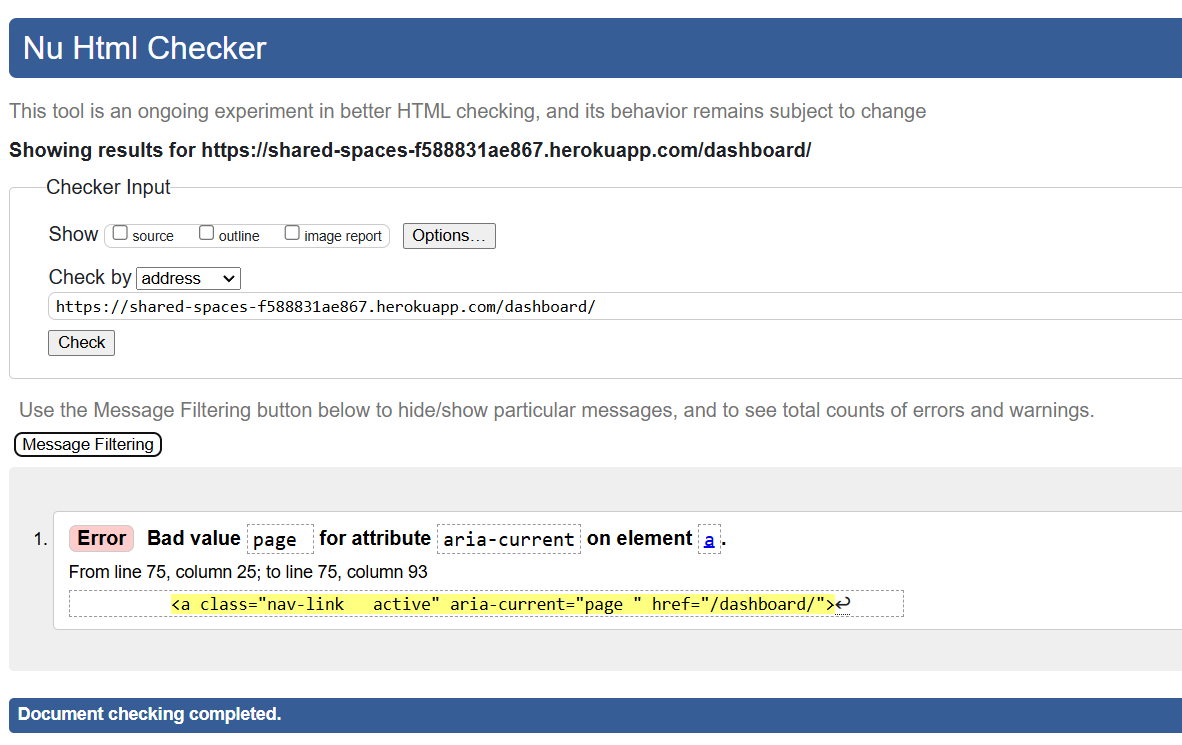 Nu Html Checker
This tool is an ongoing experiment in better HTML checking, and its behavior remains subject to change
Showing results for https://shared-spaces-f588831ae867.herokuapp.com/dashboard/
Checker Input
Show source outline image report Options...
Check by address
https://shared-spaces-f588831ae867.herokuapp.com/dashboard/
Check
Use the Message Filtering button below to hide/show particular messages, and to see total counts of errors and warnings.
Message Filtering
1. Error Bad value page  for attribute aria-current on element a.
From line 75, column 25; to line 75, column 93
<a class="nav-link   active" aria-current="page " href="/dashboard/">↩
Document checking completed.